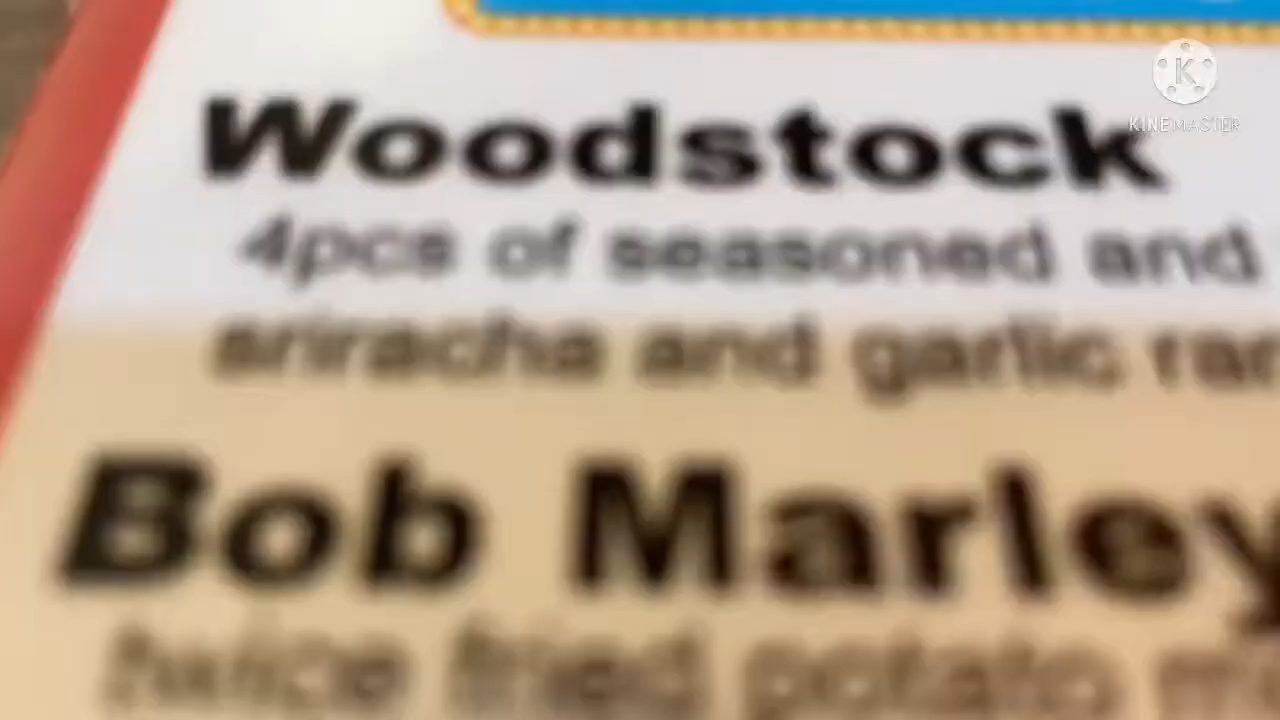 Woodstock
KINEMASTER
4pcs of seasoned and
sriracha and garlic
Bob Marley
twice fried potato